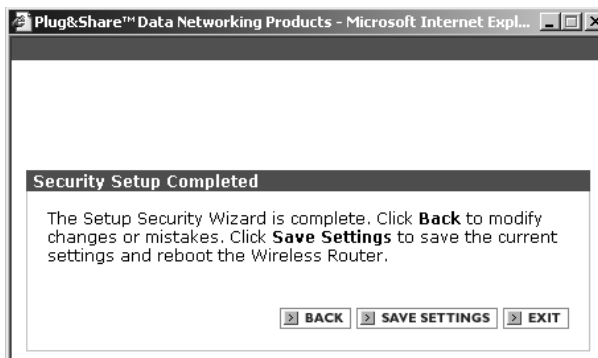 Plug&Share™ Data Networking Products - Microsoft Internet Expl...
Security Setup Completed
The Setup Security Wizard is complete. Click Back to modify
changes or mistakes. Click Save Settings to save the current
settings and reboot the Wireless Router.
BACK SAVE SETTINGS EXIT